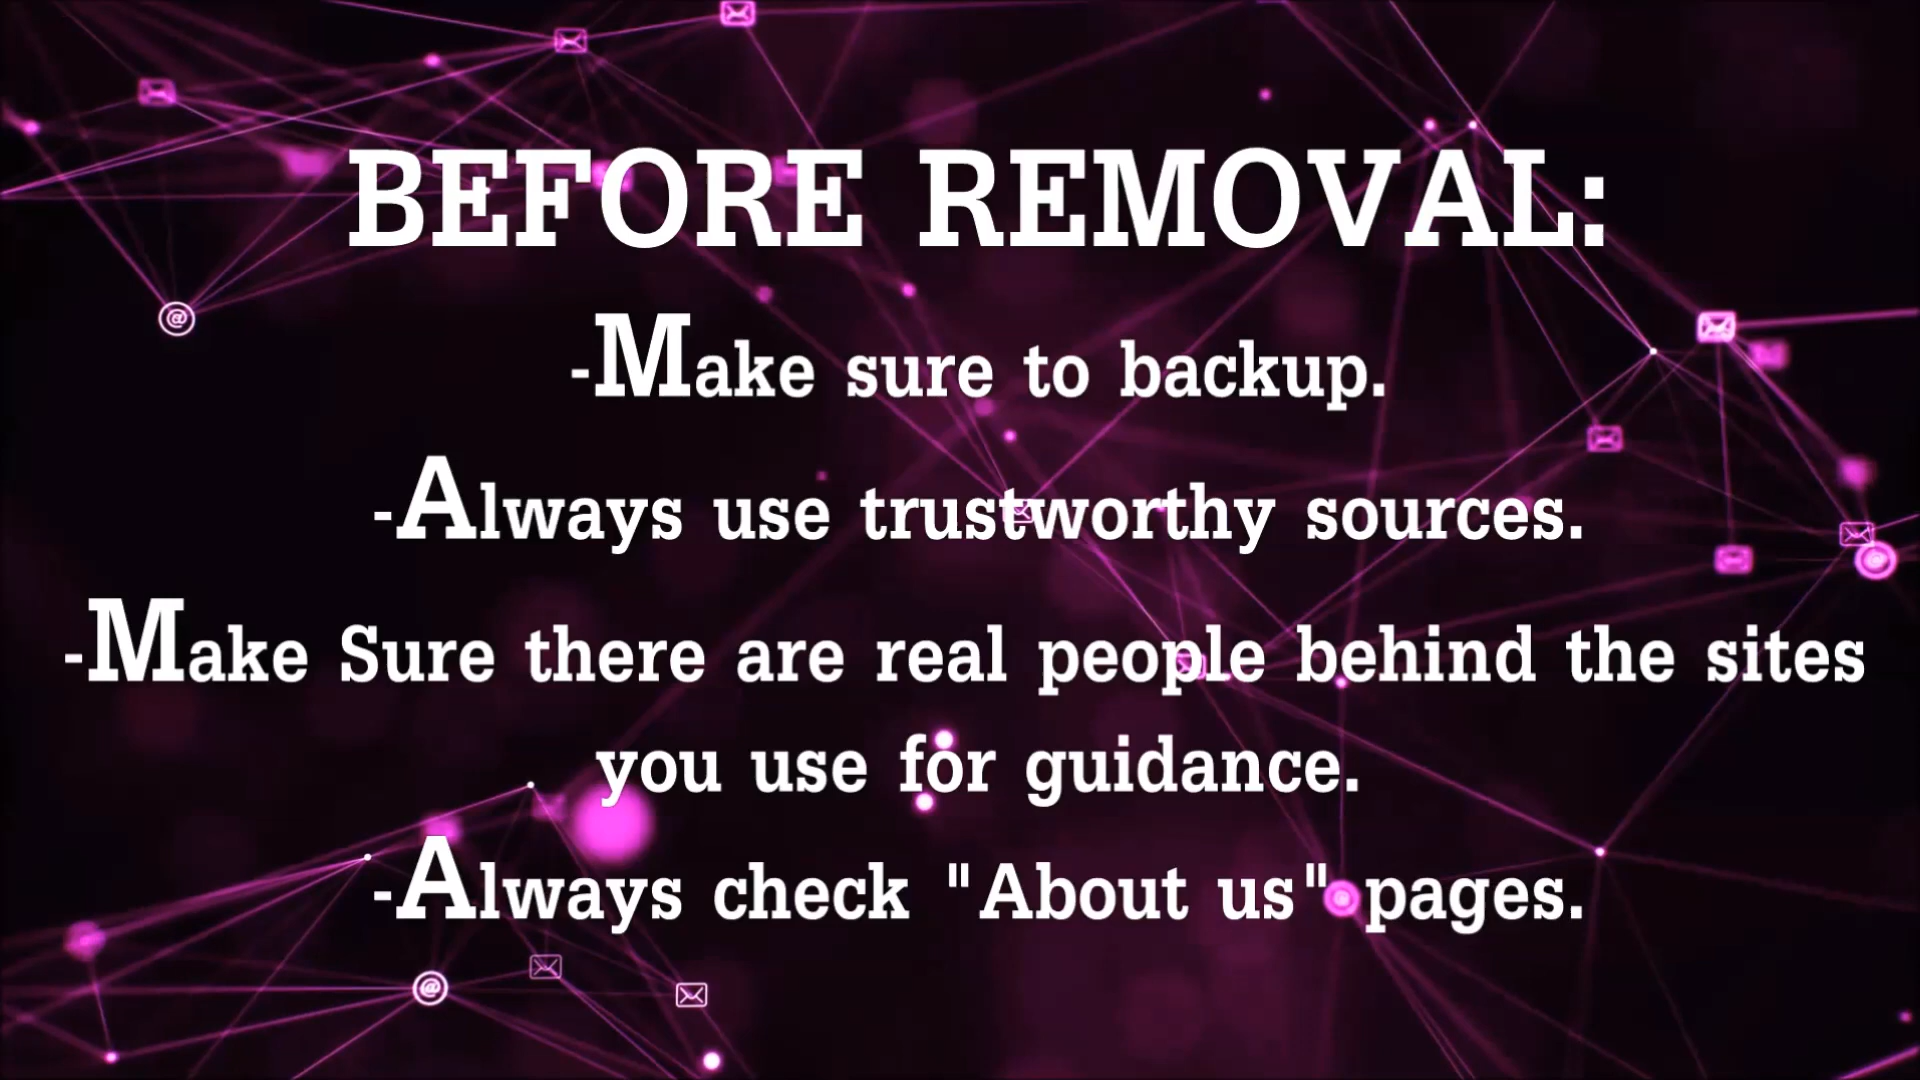 BEFORE REMOVAL:
-Make sure to backup.
-Always use trustworthy sources.
-Make Sure there are real people behind the sites
you use for guidance.
-Always check "About us" pages.